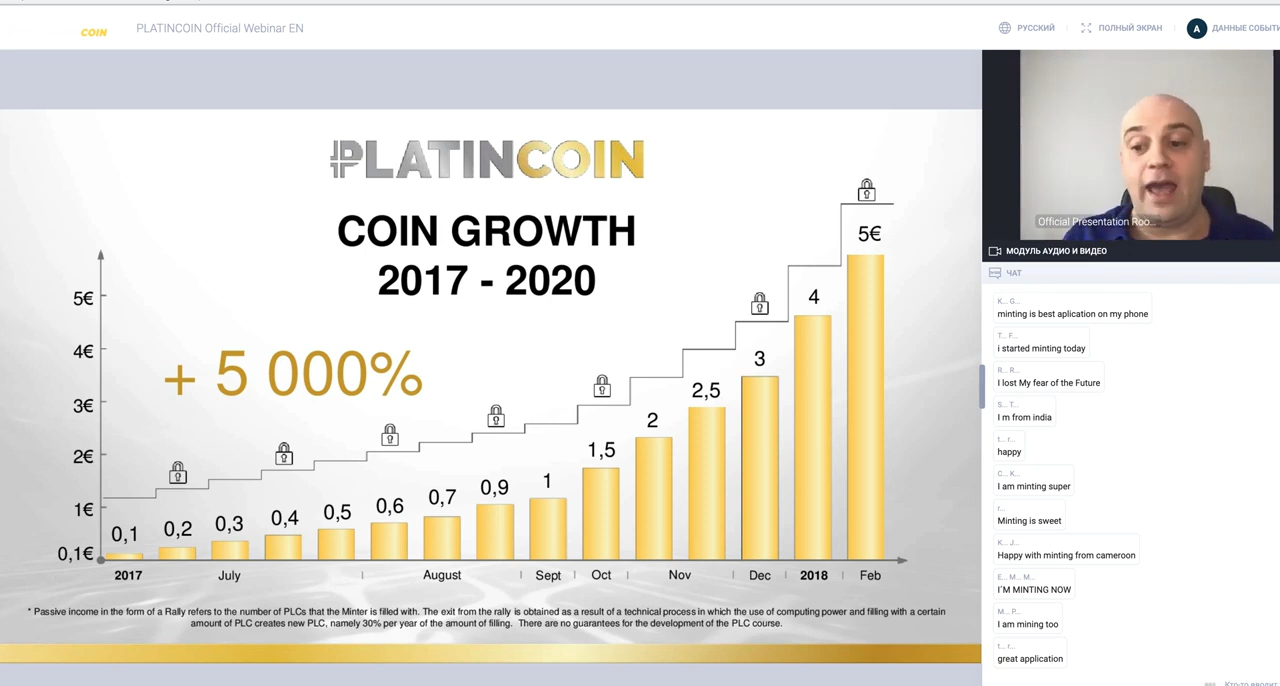 COIN
PLATINCOIN Official Webinar EN
РУССКИЙ
ПОЛНЫЙ ЭКРАН
A
ДАННЫЕ СОБЫТИ
PLATINCOIN
COIN GROWTH
2017 - 2020
+ 5 000%
5€
4€
3€
2€
1€
0,1€
0,1
0,2
0,3
0,4
0,5
0,6
0,7
0,9
1
1,5
2
2,5
3
4
5€
2017
July
August
Sept
Oct
Nov
Dec
2018
Feb
* Passive income in the form of a Rally refers to the number of PLCs that the Minter is filled with. The exit from the rally is obtained as a result of a technical process in which the use of computing power and filling with a certain
amount of PLC creates new PLC, namely 30% per year of the amount of filling. There are no guarantees for the development of the PLC course.
Official Presentation Roo...
МОДУЛЬ АУДИО И ВИДЕО
ЧАТ
K... G...
minting is best aplication on my phone
T... F...
i started minting today
R... R...
I lost My fear of the Future
S... T...
I m from india
t... r...
happy
C... K...
I am minting super
r...
Minting is sweet
K... J...
Happy with minting from cameroon
E... M... M...
I'M MINTING NOW
M... P...
I am mining too
t... r...
great application